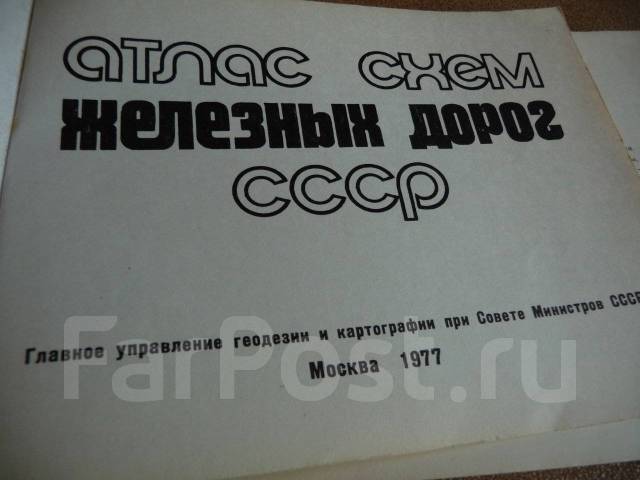 атлас схем
железных дорог
ссср
Главное управление геодезии и картографии при Совете Министров СССР
Москва 1977
FarPost.ru